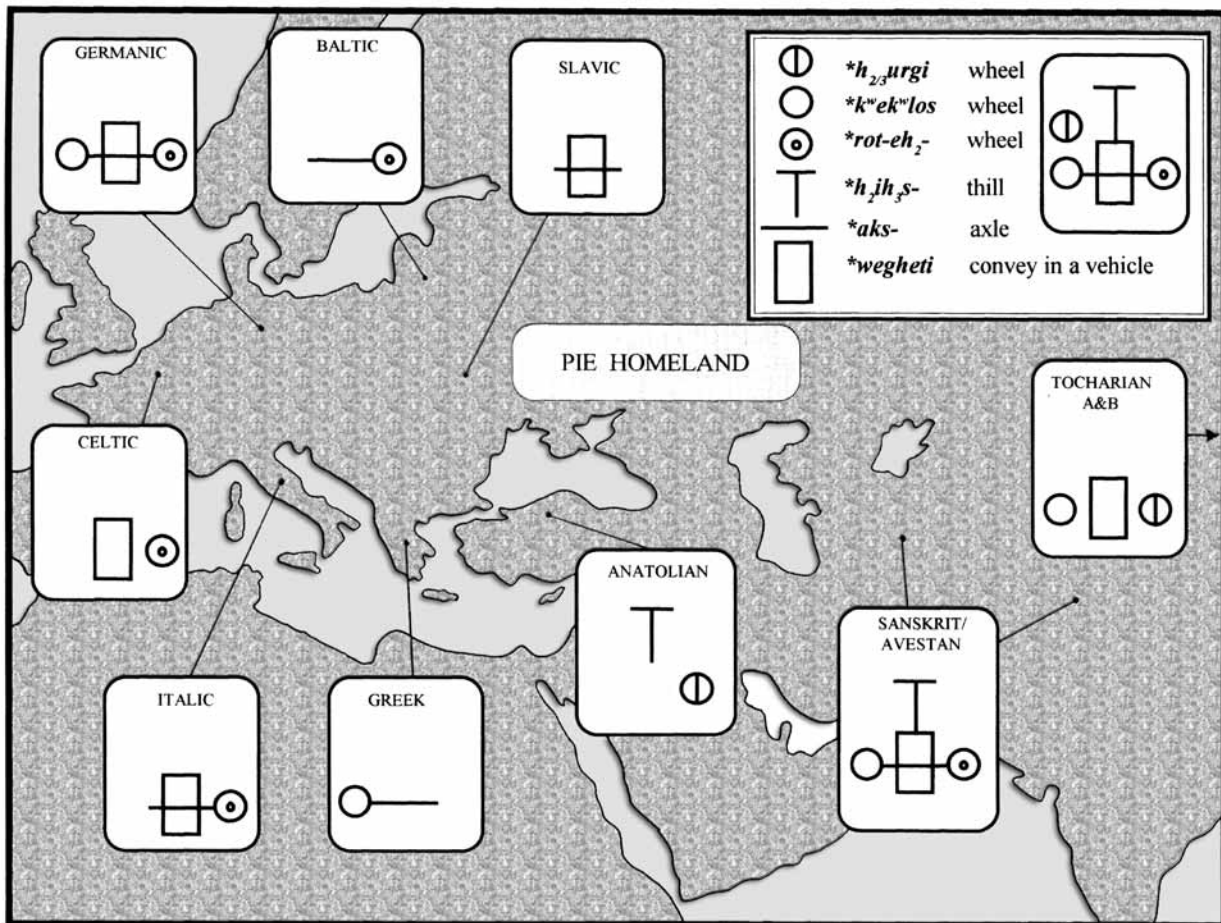 GERMANIC
BALTIC
SLAVIC
*h₂/₃urgi wheel
*kʷekʷlos wheel
*rot-eh₂- wheel
*h₂ih₃s- thill
*aks- axle
*wegheti convey in a vehicle
PIE HOMELAND
TOCHARIAN
A&B
CELTIC
ANATOLIAN
SANSKRIT/
AVESTAN
ITALIC
GREEK